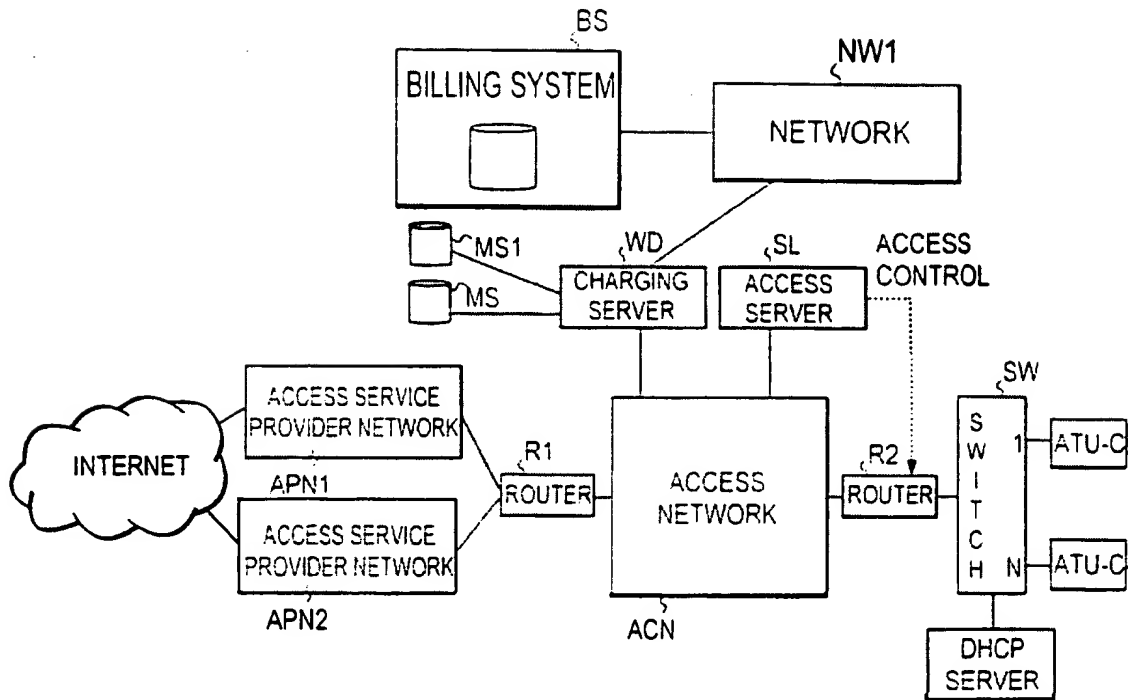 BS
BILLING SYSTEM
NW1
NETWORK
MS1
MS
WD
CHARGING
SERVER
SL
ACCESS
SERVER
ACCESS
CONTROL
INTERNET
ACCESS SERVICE
PROVIDER NETWORK
APN1
ACCESS SERVICE
PROVIDER NETWORK
APN2
R1
ROUTER
ACCESS
NETWORK
ACN
R2
ROUTER
SW
SWITCH
1
N
ATU-C
ATU-C
DHCP
SERVER